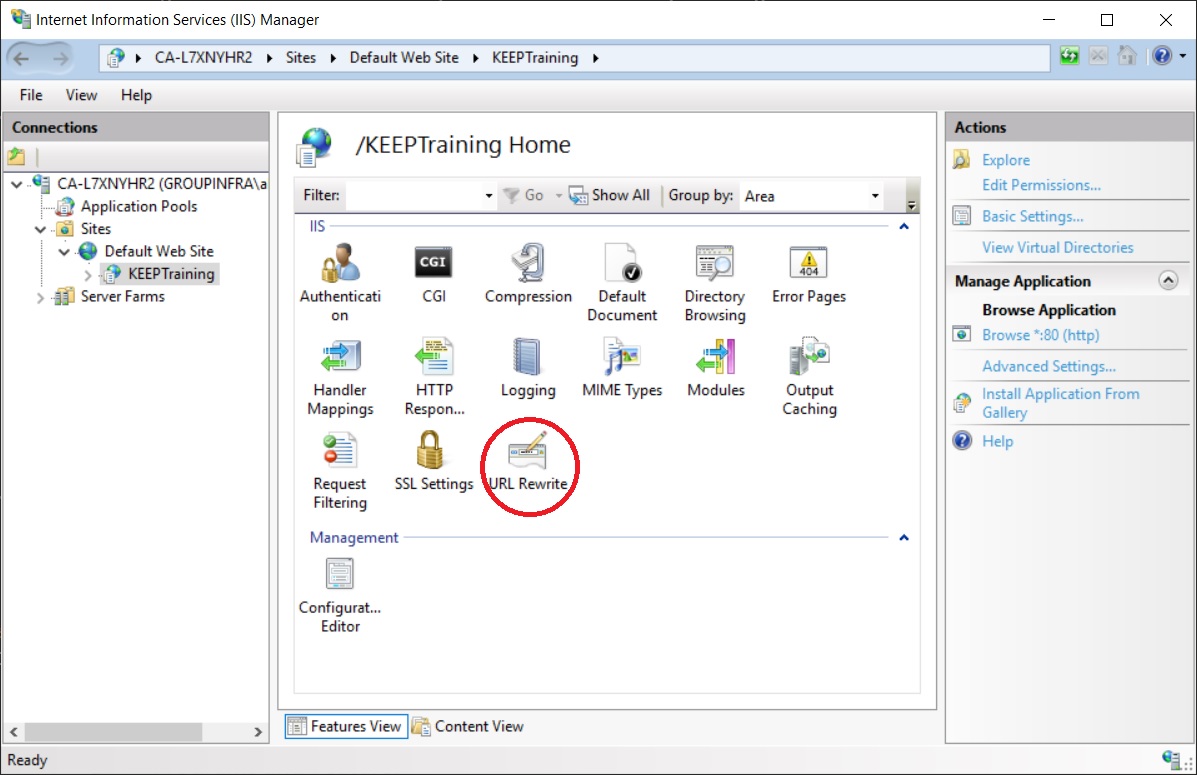 Internet Information Services (IIS) Manager
CA-L7XNYHR2 Sites Default Web Site KEEPTraining
File View Help
Connections
CA-L7XNYHR2 (GROUPINFRA\a
Application Pools
Sites
Default Web Site
KEEPTraining
Server Farms
/KEEPTraining Home
Filter: Go Show All Group by: Area
IIS
Authenticati
on
CGI
CGI
Compression
Default
Document
Directory
Browsing
404
Error Pages
Handler
Mappings
HTTP
Respon...
Logging
MIME Types
Modules
Output
Caching
Request
Filtering
SSL Settings
URL Rewrite
Management
Configurat...
Editor
Features View Content View
Actions
Explore
Edit Permissions...
Basic Settings...
View Virtual Directories
Manage Application
Browse Application
Browse *:80 (http)
Advanced Settings...
Install Application From
Gallery
Help
Ready